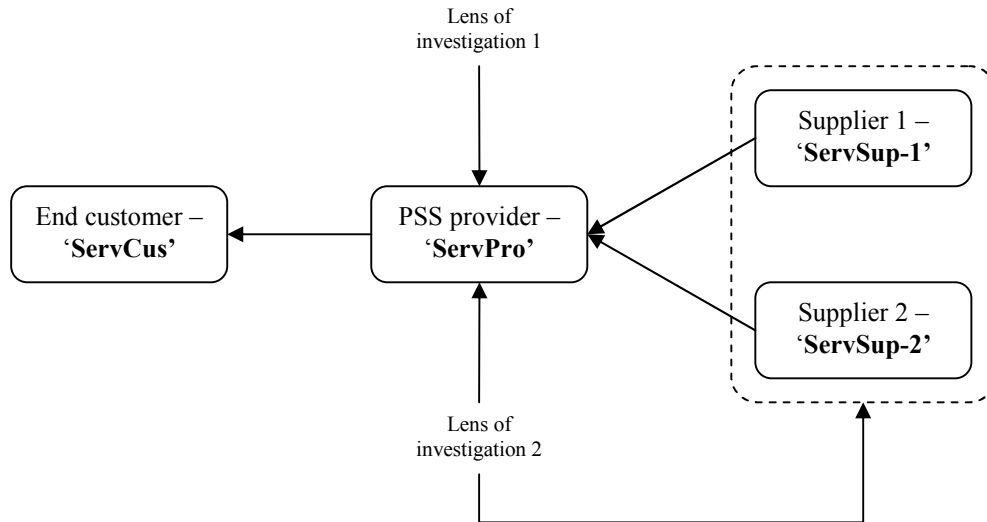 Lens of
investigation 1
Supplier 1 –
‘ServSup-1’
End customer –
‘ServCus’
PSS provider –
‘ServPro’
Supplier 2 –
‘ServSup-2’
Lens of
investigation 2